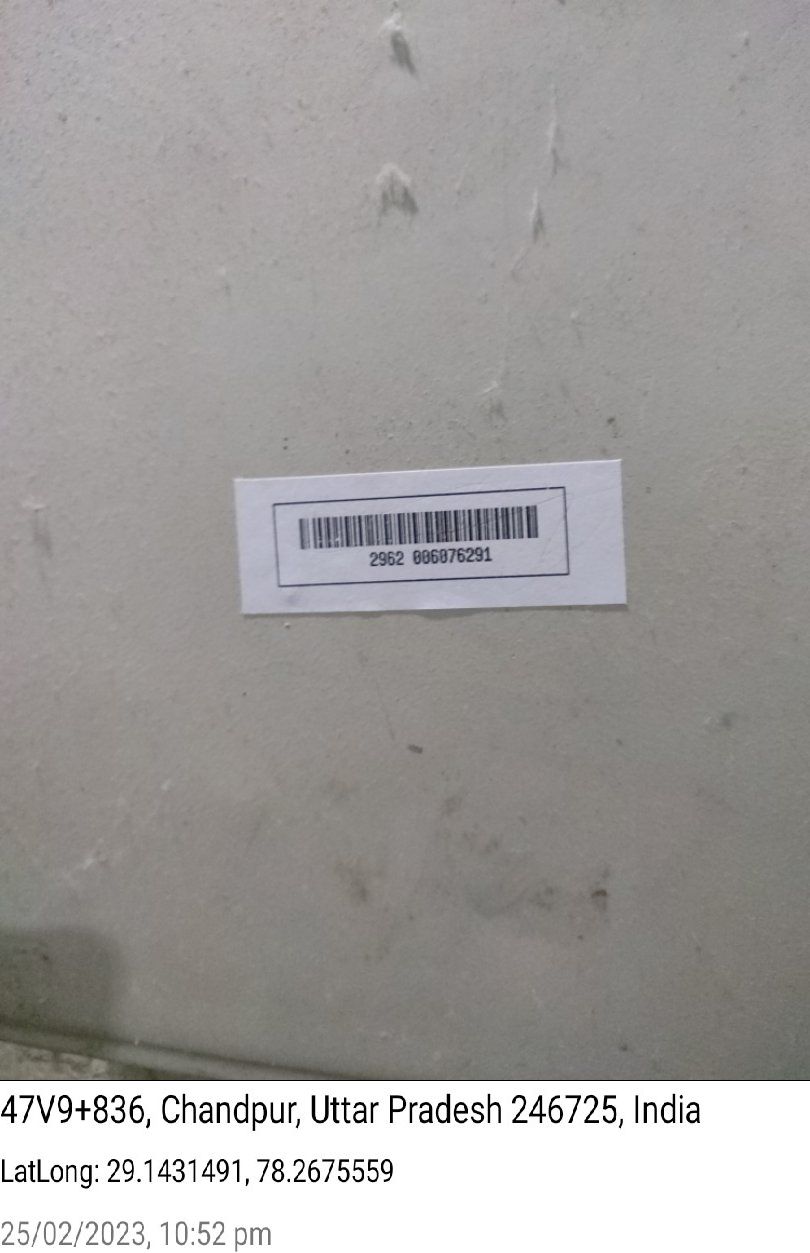 2962 006076291
47V9+836, Chandpur, Uttar Pradesh 246725, India
LatLong: 29.1431491, 78.2675559
25/02/2023, 10:52 pm